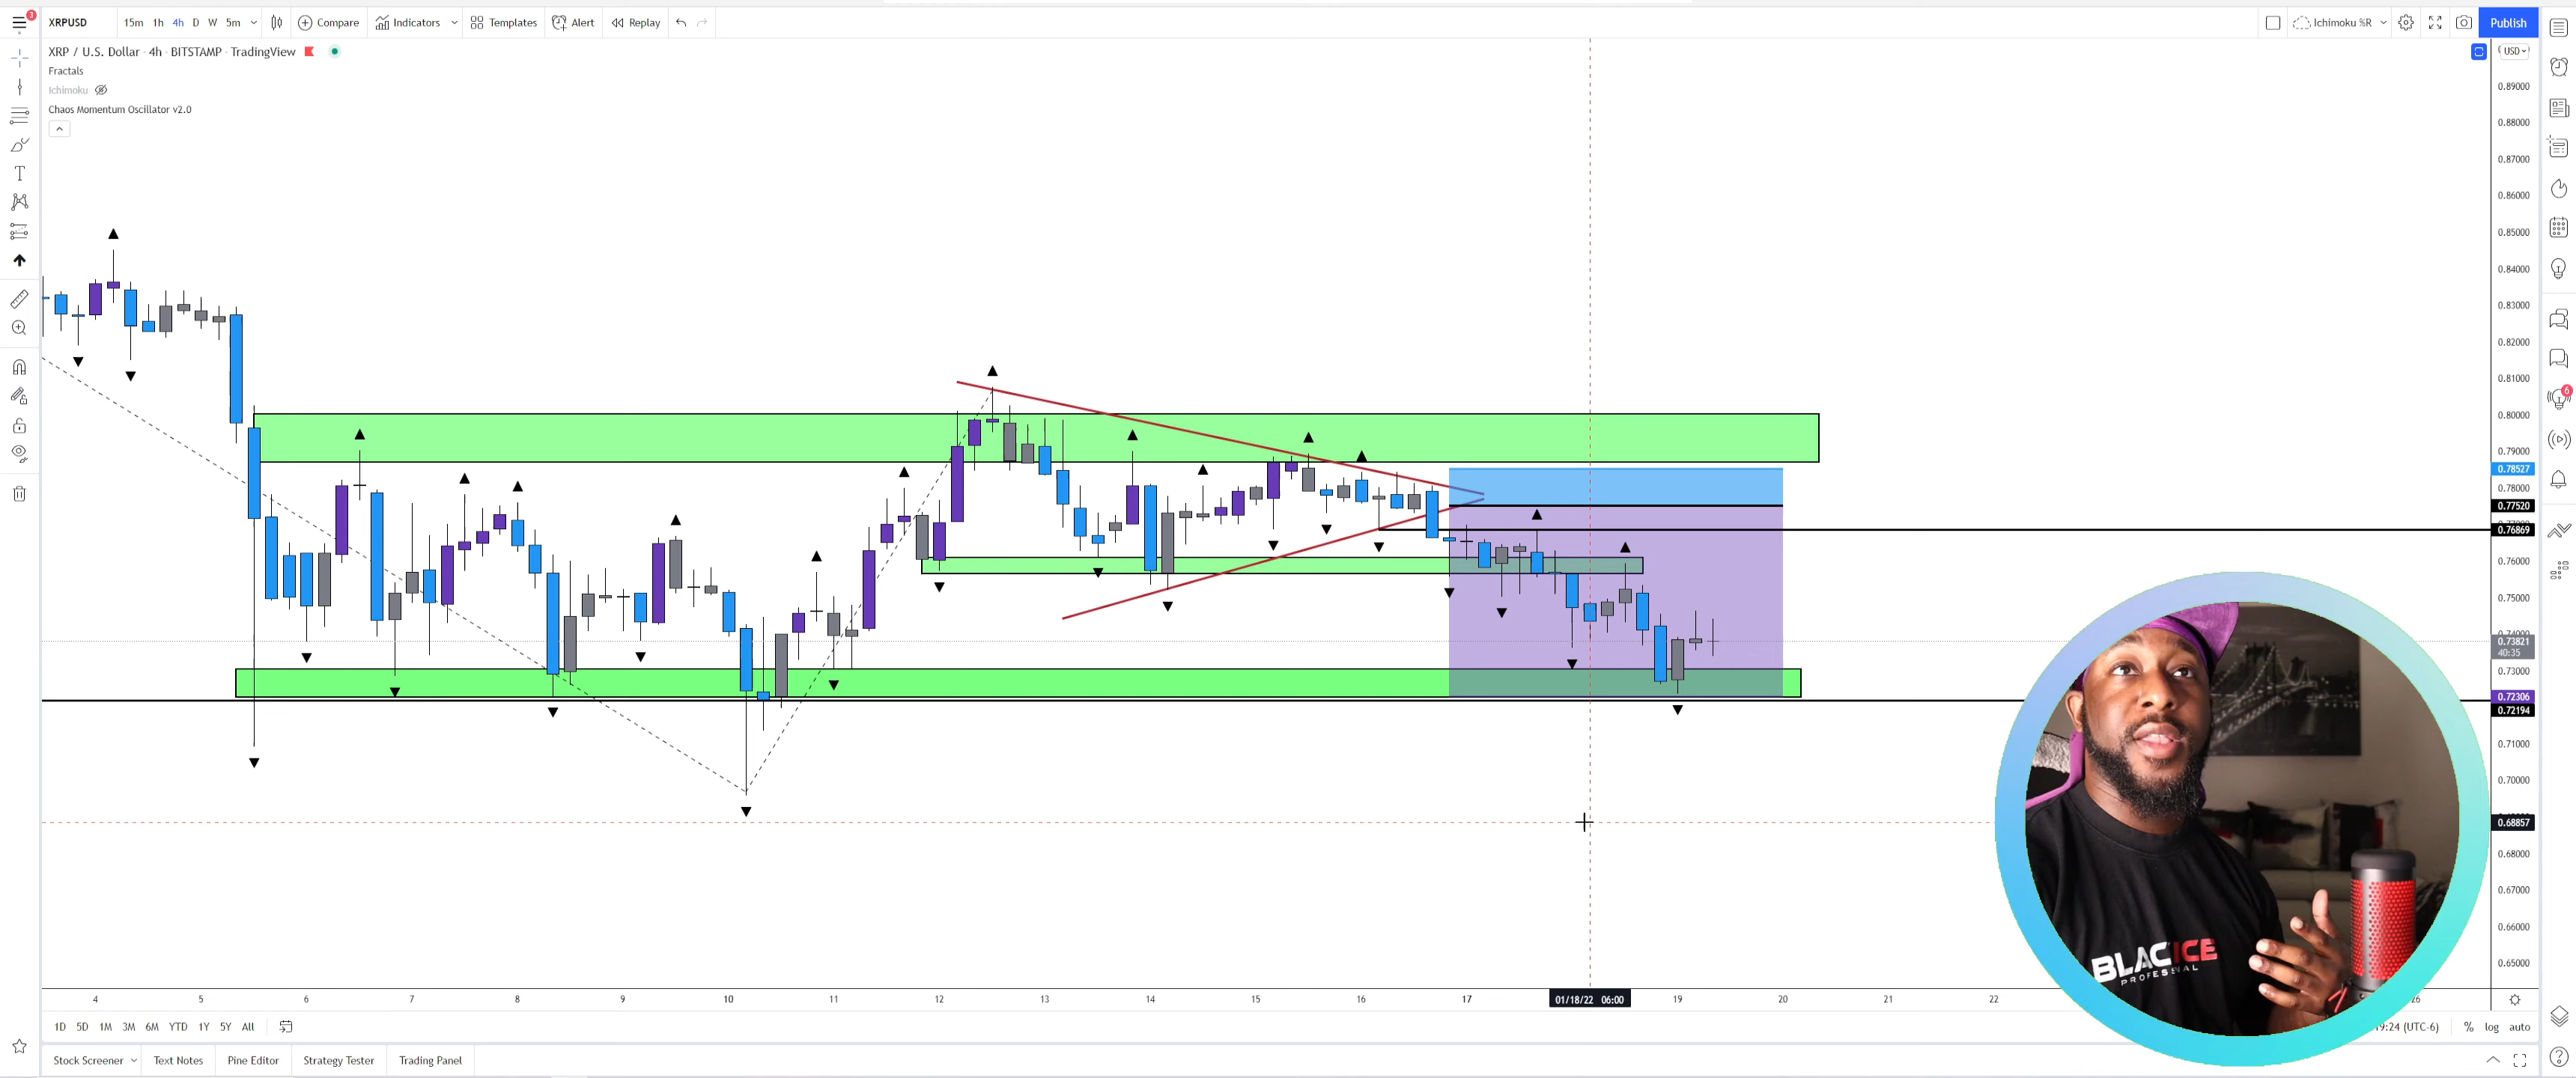 3
XRPUSD 15m 1h 4h D W 5m Compare Indicators Templates Alert Replay Ichimoku %R Publish
XRP / U.S. Dollar · 4h · BITSTAMP · TradingView
USD
Fractals
Ichimoku
Chaos Momentum Oscillator v2.0
0.89000
0.88000
0.87000
0.86000
0.85000
0.84000
0.83000
0.82000
0.81000
0.80000
0.79000
0.78527
0.78000
0.77520
0.76869
0.76000
0.75000
0.73821
40:35
0.73000
0.72306
0.72194
0.71000
0.70000
0.68857
0.68000
0.67000
0.66000
0.65000
6
BLACICE
PROFESSIONAL
4 5 6 7 8 9 10 11 12 13 14 15 16 17 01/18/22 06:00 19 20 21 22 26
1D 5D 1M 3M 6M YTD 1Y 5Y All 9:24 (UTC-6) % log auto
Stock Screener Text Notes Pine Editor Strategy Tester Trading Panel